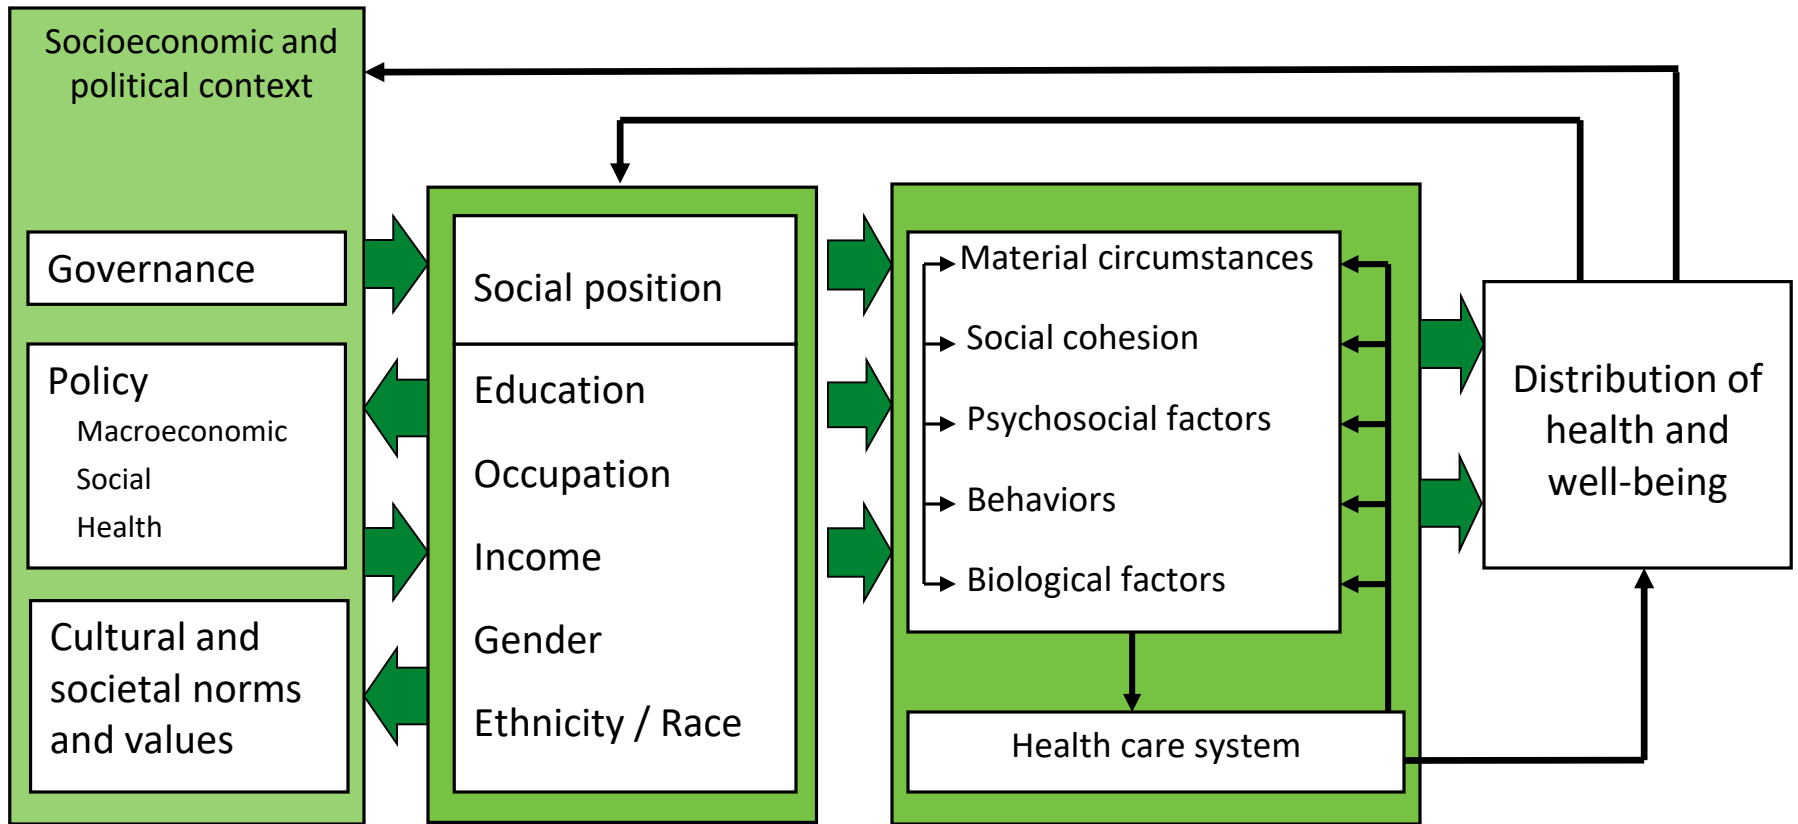 Socioeconomic and
political context
Governance
Policy
Macroeconomic
Social
Health
Cultural and
societal norms
and values
Social position
Education
Occupation
Income
Gender
Ethnicity / Race
Material circumstances
Social cohesion
Psychosocial factors
Behaviors
Biological factors
Health care system
Distribution of
health and
well-being